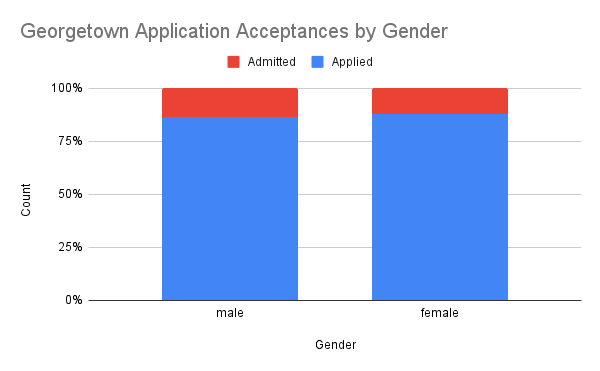 Georgetown Application Acceptances by Gender
Admitted Applied
100%
75%
50%
25%
0%
Count
male female
Gender